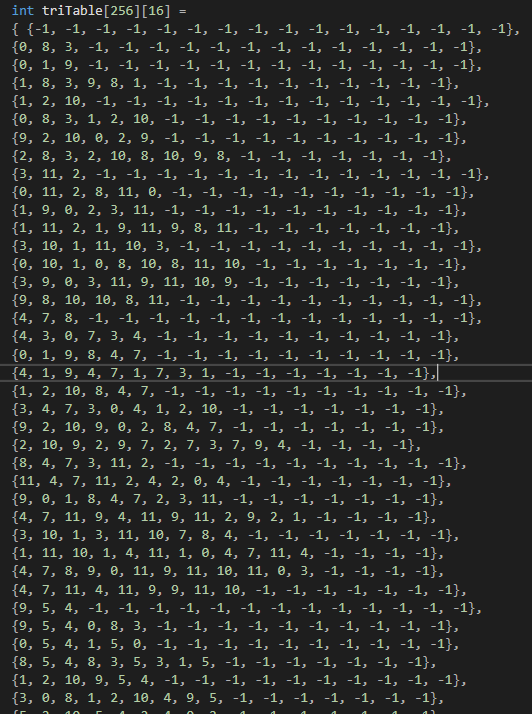 int triTable[256][16] =
{ {-1, -1, -1, -1, -1, -1, -1, -1, -1, -1, -1, -1, -1, -1, -1, -1},
{0, 8, 3, -1, -1, -1, -1, -1, -1, -1, -1, -1, -1, -1, -1, -1},
{0, 1, 9, -1, -1, -1, -1, -1, -1, -1, -1, -1, -1, -1, -1, -1},
{1, 8, 3, 9, 8, 1, -1, -1, -1, -1, -1, -1, -1, -1, -1, -1},
{1, 2, 10, -1, -1, -1, -1, -1, -1, -1, -1, -1, -1, -1, -1, -1},
{0, 8, 3, 1, 2, 10, -1, -1, -1, -1, -1, -1, -1, -1, -1, -1},
{9, 2, 10, 0, 2, 9, -1, -1, -1, -1, -1, -1, -1, -1, -1, -1},
{2, 8, 3, 2, 10, 8, 10, 9, 8, -1, -1, -1, -1, -1, -1, -1},
{3, 11, 2, -1, -1, -1, -1, -1, -1, -1, -1, -1, -1, -1, -1, -1},
{0, 11, 2, 8, 11, 0, -1, -1, -1, -1, -1, -1, -1, -1, -1, -1},
{1, 9, 0, 2, 3, 11, -1, -1, -1, -1, -1, -1, -1, -1, -1, -1},
{1, 11, 2, 1, 9, 11, 9, 8, 11, -1, -1, -1, -1, -1, -1, -1},
{3, 10, 1, 11, 10, 3, -1, -1, -1, -1, -1, -1, -1, -1, -1, -1},
{0, 10, 1, 0, 8, 10, 8, 11, 10, -1, -1, -1, -1, -1, -1, -1},
{3, 9, 0, 3, 11, 9, 11, 10, 9, -1, -1, -1, -1, -1, -1, -1},
{9, 8, 10, 10, 8, 11, -1, -1, -1, -1, -1, -1, -1, -1, -1, -1},
{4, 7, 8, -1, -1, -1, -1, -1, -1, -1, -1, -1, -1, -1, -1, -1},
{4, 3, 0, 7, 3, 4, -1, -1, -1, -1, -1, -1, -1, -1, -1, -1},
{0, 1, 9, 8, 4, 7, -1, -1, -1, -1, -1, -1, -1, -1, -1, -1},
{4, 1, 9, 4, 7, 1, 7, 3, 1, -1, -1, -1, -1, -1, -1, -1},
{1, 2, 10, 8, 4, 7, -1, -1, -1, -1, -1, -1, -1, -1, -1, -1},
{3, 4, 7, 3, 0, 4, 1, 2, 10, -1, -1, -1, -1, -1, -1, -1},
{9, 2, 10, 9, 0, 2, 8, 4, 7, -1, -1, -1, -1, -1, -1, -1},
{2, 10, 9, 2, 9, 7, 2, 7, 3, 7, 9, 4, -1, -1, -1, -1},
{8, 4, 7, 3, 11, 2, -1, -1, -1, -1, -1, -1, -1, -1, -1, -1},
{11, 4, 7, 11, 2, 4, 2, 0, 4, -1, -1, -1, -1, -1, -1, -1},
{9, 0, 1, 8, 4, 7, 2, 3, 11, -1, -1, -1, -1, -1, -1, -1},
{4, 7, 11, 9, 4, 11, 9, 11, 2, 9, 2, 1, -1, -1, -1, -1},
{3, 10, 1, 3, 11, 10, 7, 8, 4, -1, -1, -1, -1, -1, -1, -1},
{1, 11, 10, 1, 4, 11, 1, 0, 4, 7, 11, 4, -1, -1, -1, -1},
{4, 7, 8, 9, 0, 11, 9, 11, 10, 11, 0, 3, -1, -1, -1, -1},
{4, 7, 11, 4, 11, 9, 9, 11, 10, -1, -1, -1, -1, -1, -1, -1},
{9, 5, 4, -1, -1, -1, -1, -1, -1, -1, -1, -1, -1, -1, -1, -1},
{9, 5, 4, 0, 8, 3, -1, -1, -1, -1, -1, -1, -1, -1, -1, -1},
{0, 5, 4, 1, 5, 0, -1, -1, -1, -1, -1, -1, -1, -1, -1, -1},
{8, 5, 4, 8, 3, 5, 3, 1, 5, -1, -1, -1, -1, -1, -1, -1},
{1, 2, 10, 9, 5, 4, -1, -1, -1, -1, -1, -1, -1, -1, -1, -1},
{3, 0, 8, 1, 2, 10, 4, 9, 5, -1, -1, -1, -1, -1, -1, -1},